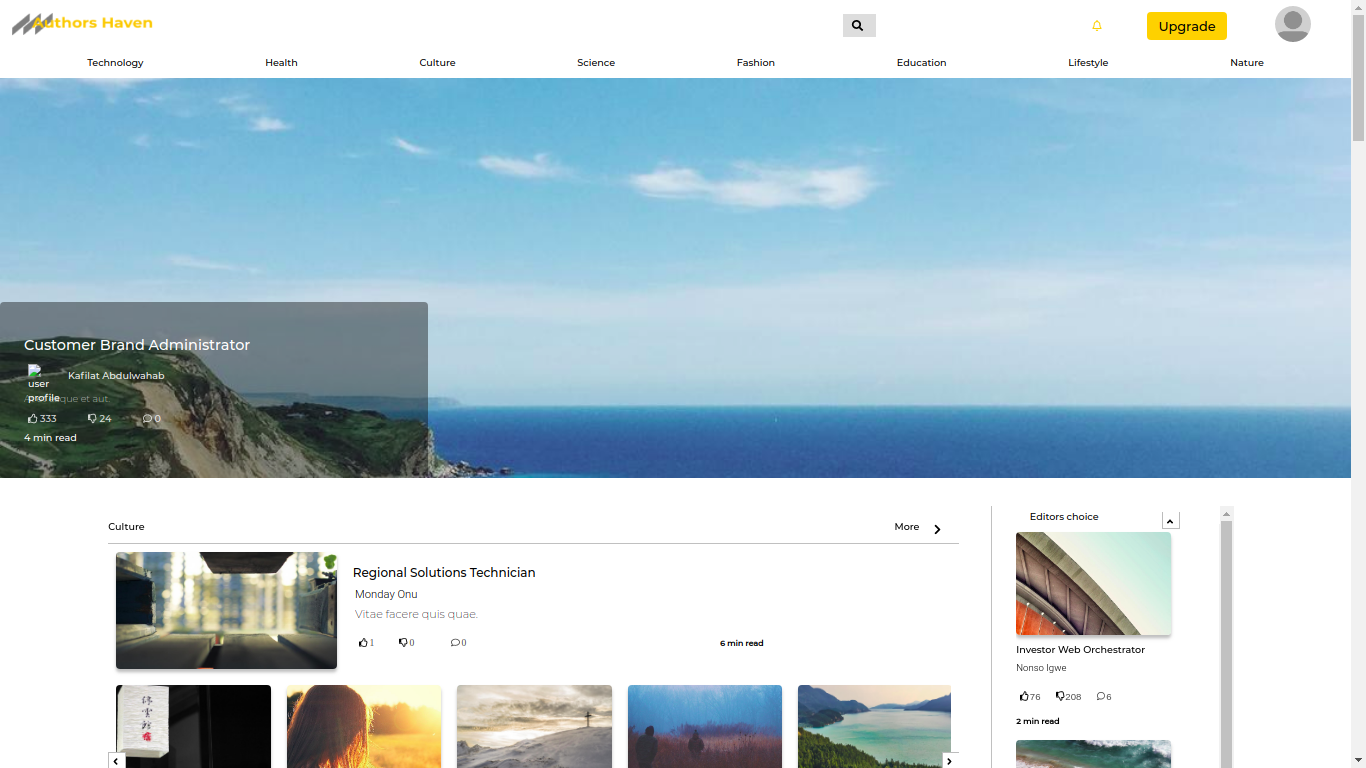 Authors Haven
Upgrade
Technology Health Culture Science Fashion Education Lifestyle Nature
Customer Brand Administrator
user profile
Kafilat Abdulwahab
que et aut.
333 24 0
4 min read
Culture More
Regional Solutions Technician
Monday Onu
Vitae facere quis quae.
1 0 0
6 min read
Editors choice
Investor Web Orchestrator
Nonso Igwe
76 208 6
2 min read